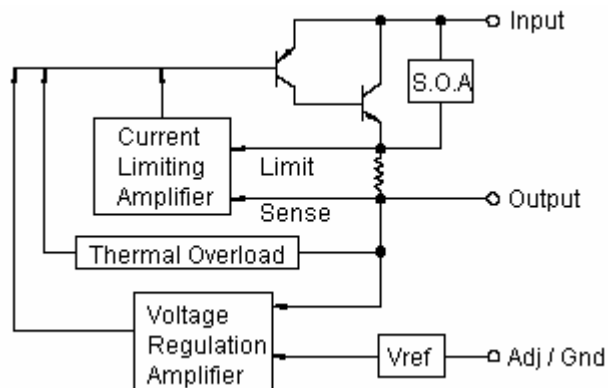 Input
S.O.A
Current
Limiting
Amplifier
Limit
Sense
Output
Thermal Overload
Voltage
Regulation
Amplifier
Vref
Adj / Gnd